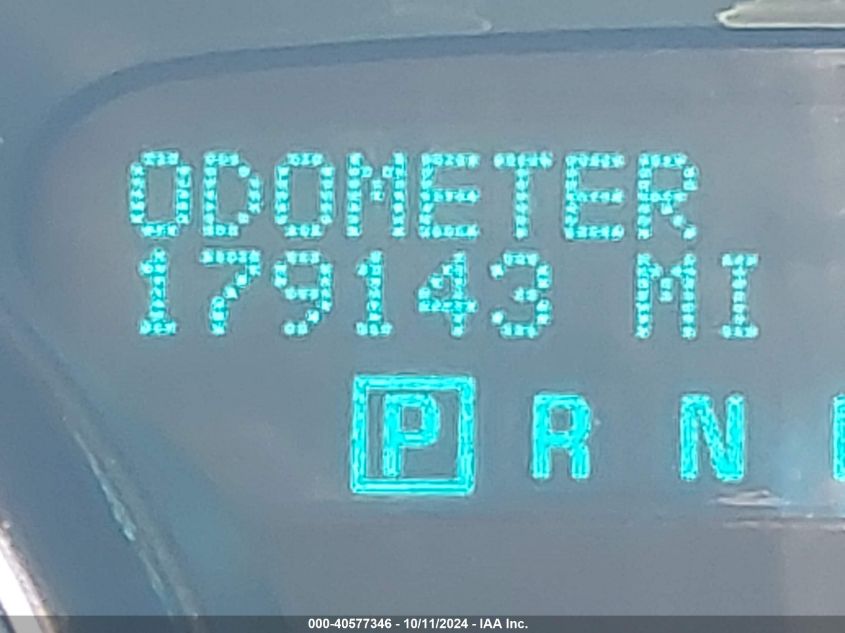 ODOMETER
179143 MI
P R N
000-40577346 - 10/11/2024 - IAA Inc.